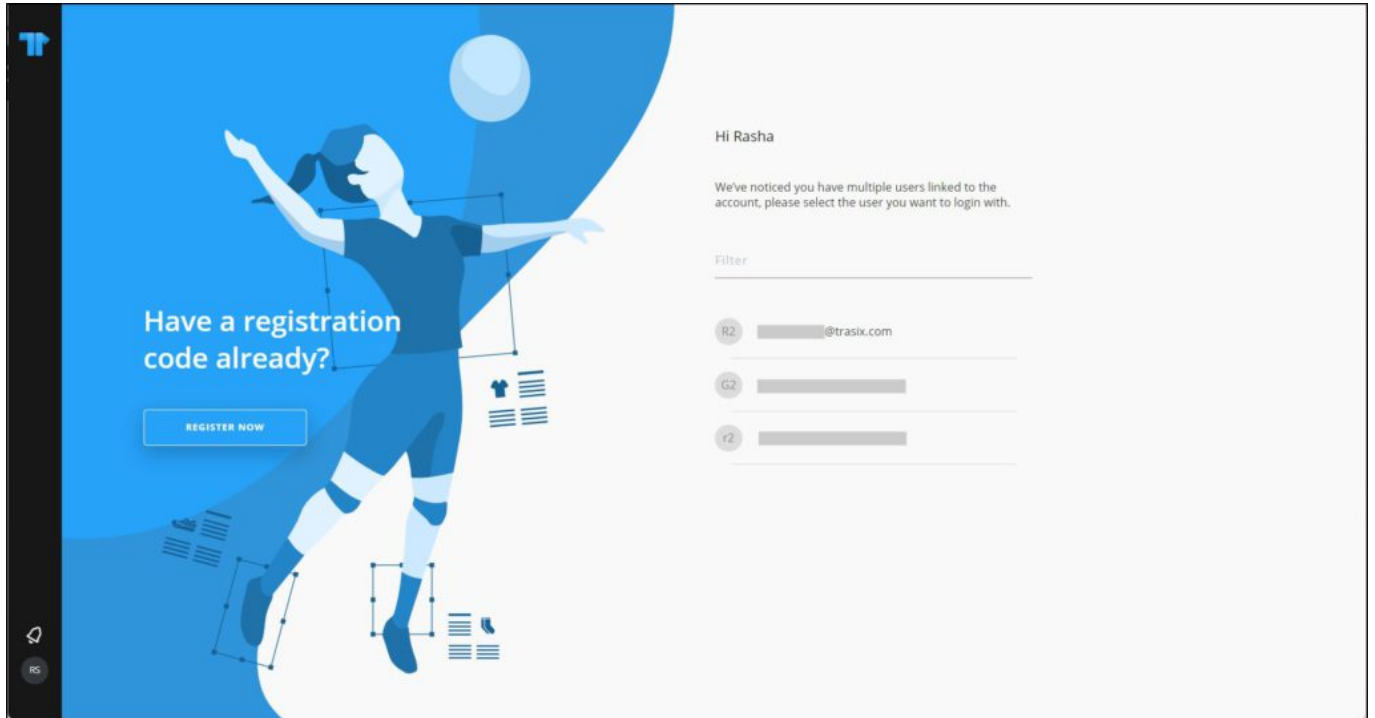 Hi Rasha
We've noticed you have multiple users linked to the
account, please select the user you want to login with.
Filter
Have a registration
code already?
REGISTER NOW
R2
@trasix.com
G2
r2
RS